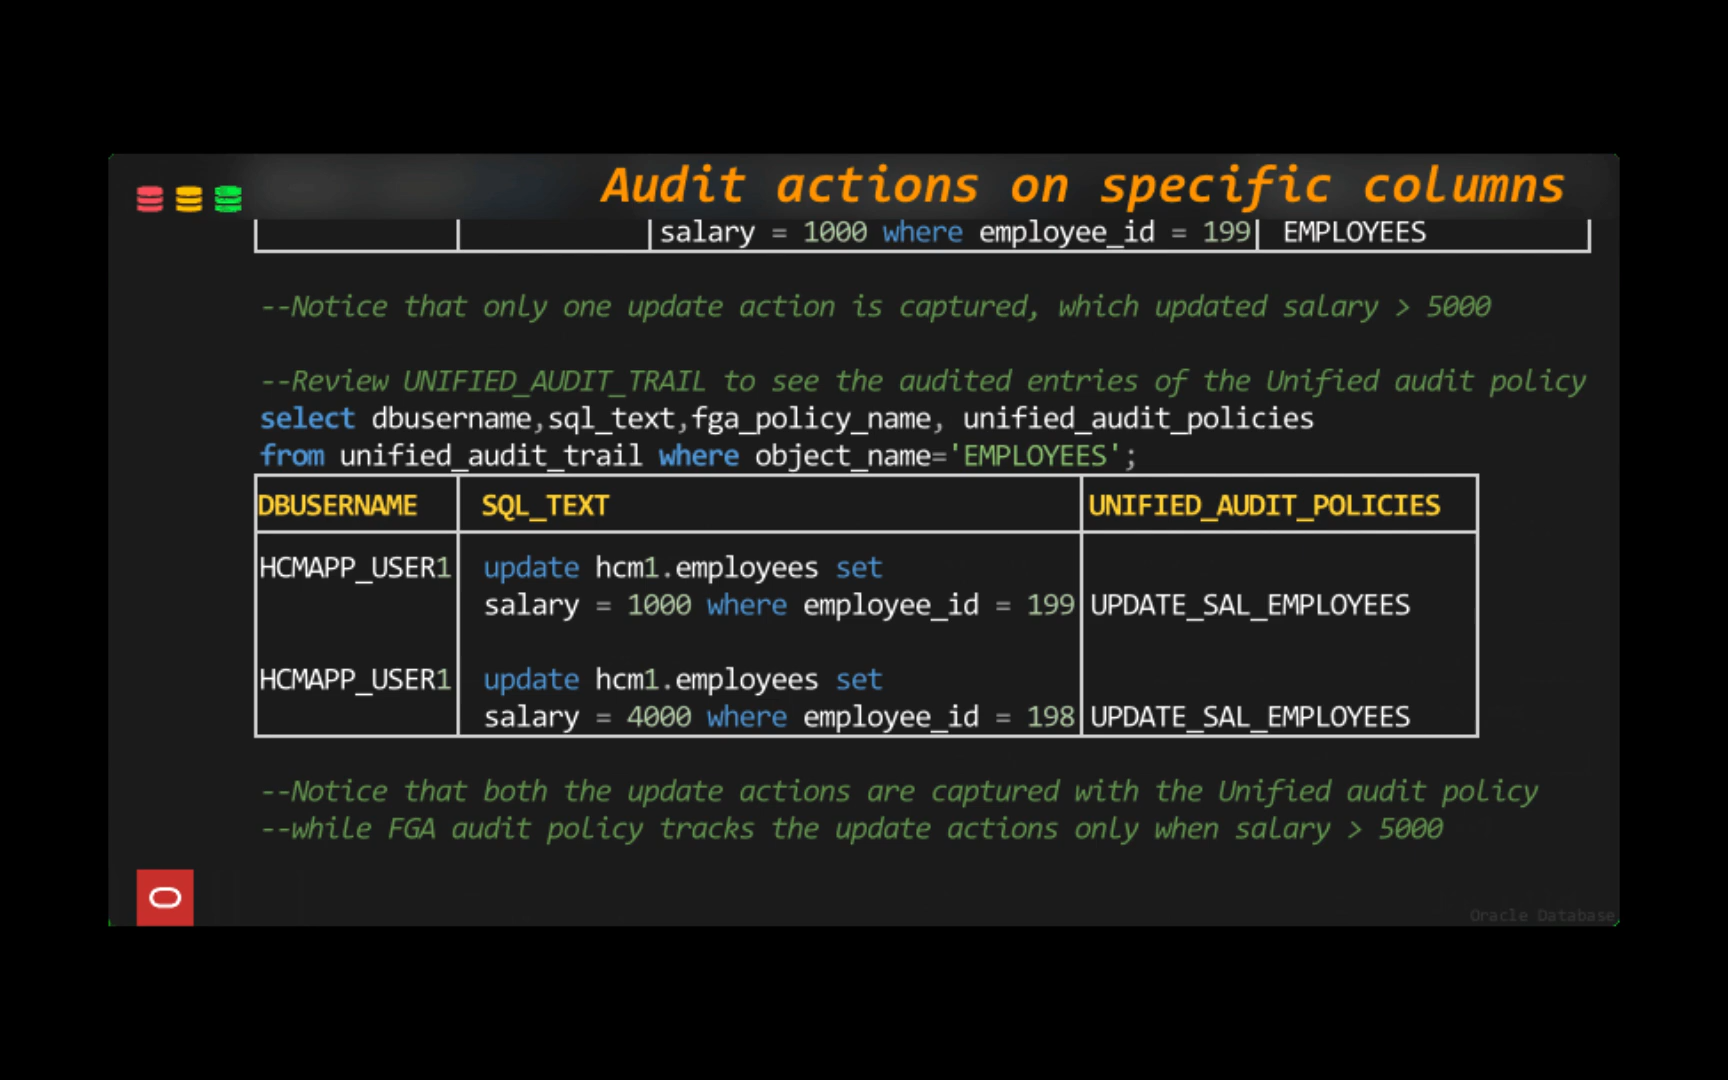 Audit actions on specific columns
salary = 1000 where employee_id = 199 EMPLOYEES
--Notice that only one update action is captured, which updated salary > 5000
--Review UNIFIED_AUDIT_TRAIL to see the audited entries of the Unified audit policy
select dbusername,sql_text,fga_policy_name, unified_audit_policies
from unified_audit_trail where object_name='EMPLOYEES';
DBUSERNAME SQL_TEXT UNIFIED_AUDIT_POLICIES
HCMAPP_USER1 update hcm1.employees set
salary = 1000 where employee_id = 199 UPDATE_SAL_EMPLOYEES
HCMAPP_USER1 update hcm1.employees set
salary = 4000 where employee_id = 198 UPDATE_SAL_EMPLOYEES
--Notice that both the update actions are captured with the Unified audit policy
--while FGA audit policy tracks the update actions only when salary > 5000
Oracle Database